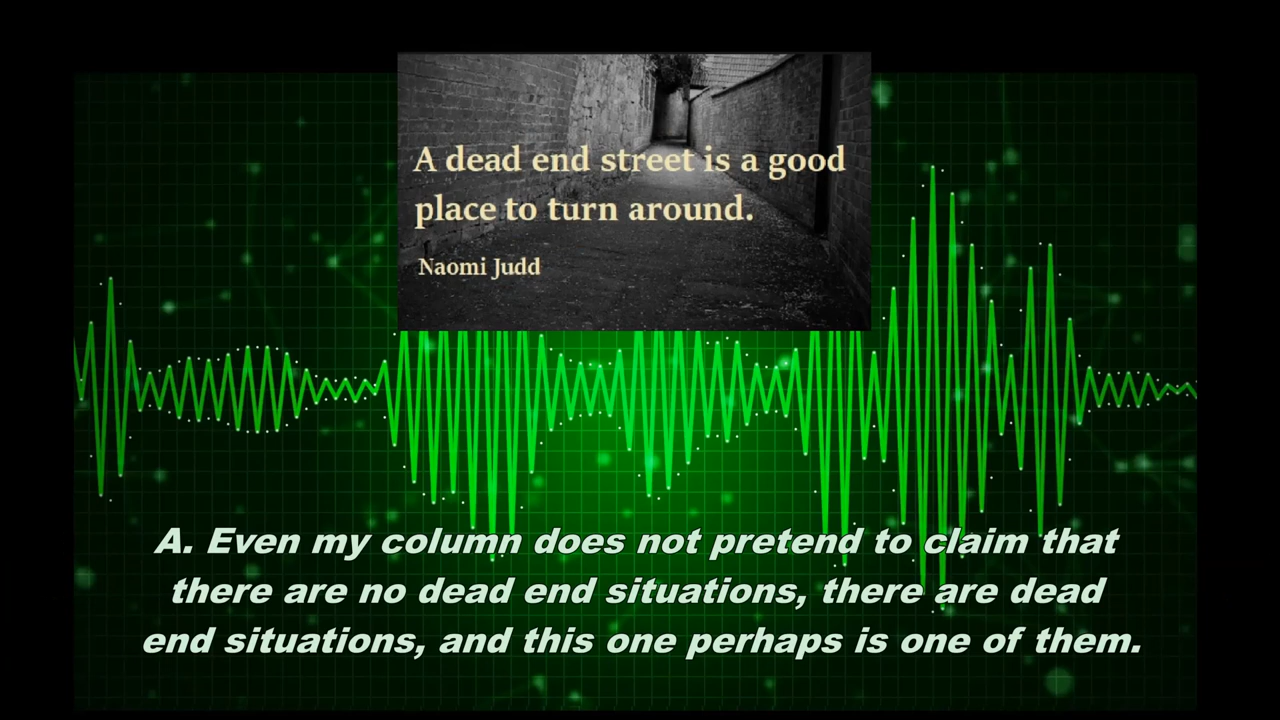 A dead end street is a good
place to turn around.
Naomi Judd
A. Even my column does not pretend to claim that
there are no dead end situations, there are dead
end situations, and this one perhaps is one of them.